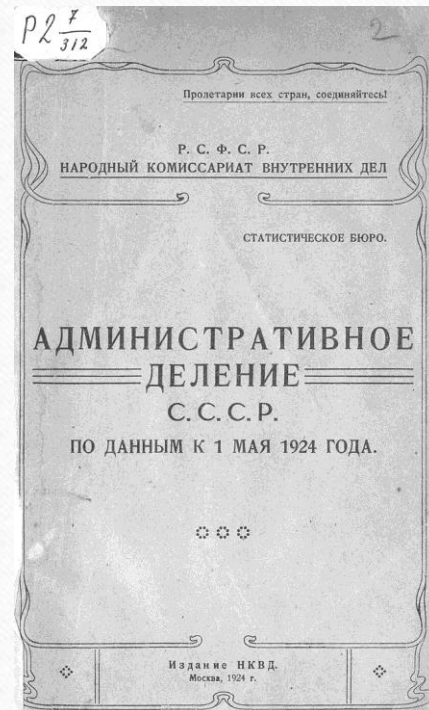 Р2 7/312
2
Пролетарии всех стран, соединяйтесь!
Р. С. Ф. С. Р.
НАРОДНЫЙ КОМИССАРИАТ ВНУТРЕННИХ ДЕЛ
СТАТИСТИЧЕСКОЕ БЮРО.
АДМИНИСТРАТИВНОЕ
ДЕЛЕНИЕ
С. С. С. Р.
ПО ДАННЫМ К 1 МАЯ 1924 ГОДА.
Издание НКВД.
Москва, 1924 г.